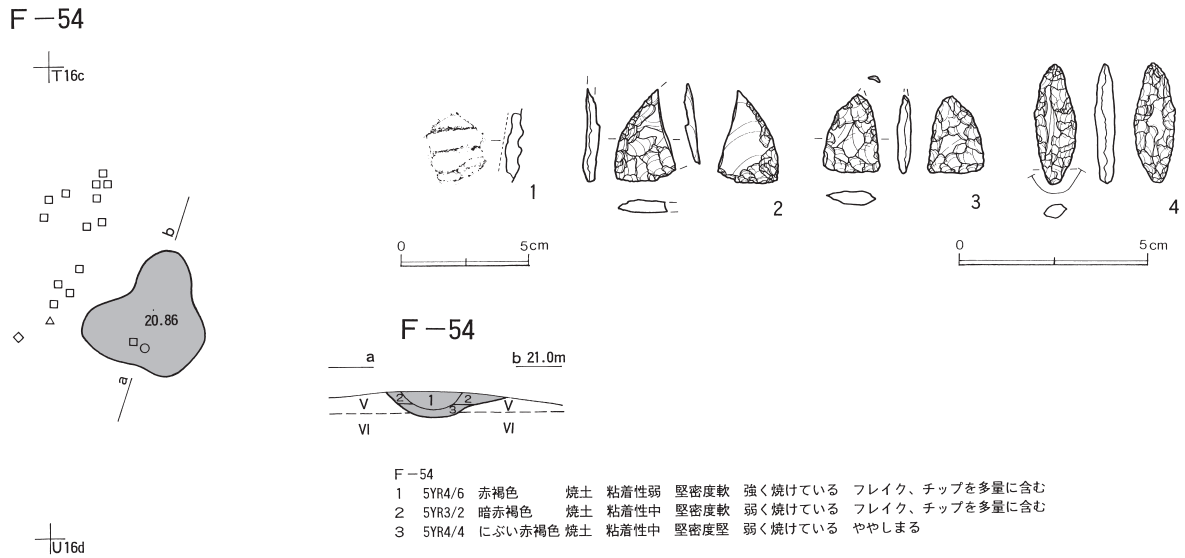 F－54
T16c
b
20.86
a
U16d
1
2
3
4
0 5cm
0 5cm
F－54
a
b 21.0m
2 1 2
3
V V
VI VI
F－54
1 5YR4/6 赤褐色 焼土 粘着性弱 堅密度軟 強く焼けている フレイク、チップを多量に含む
2 5YR3/2 暗赤褐色 焼土 粘着性中 堅密度軟 弱く焼けている フレイク、チップを多量に含む
3 5YR4/4 にぶい赤褐色 焼土 粘着性中 堅密度堅 弱く焼けている ややしまる